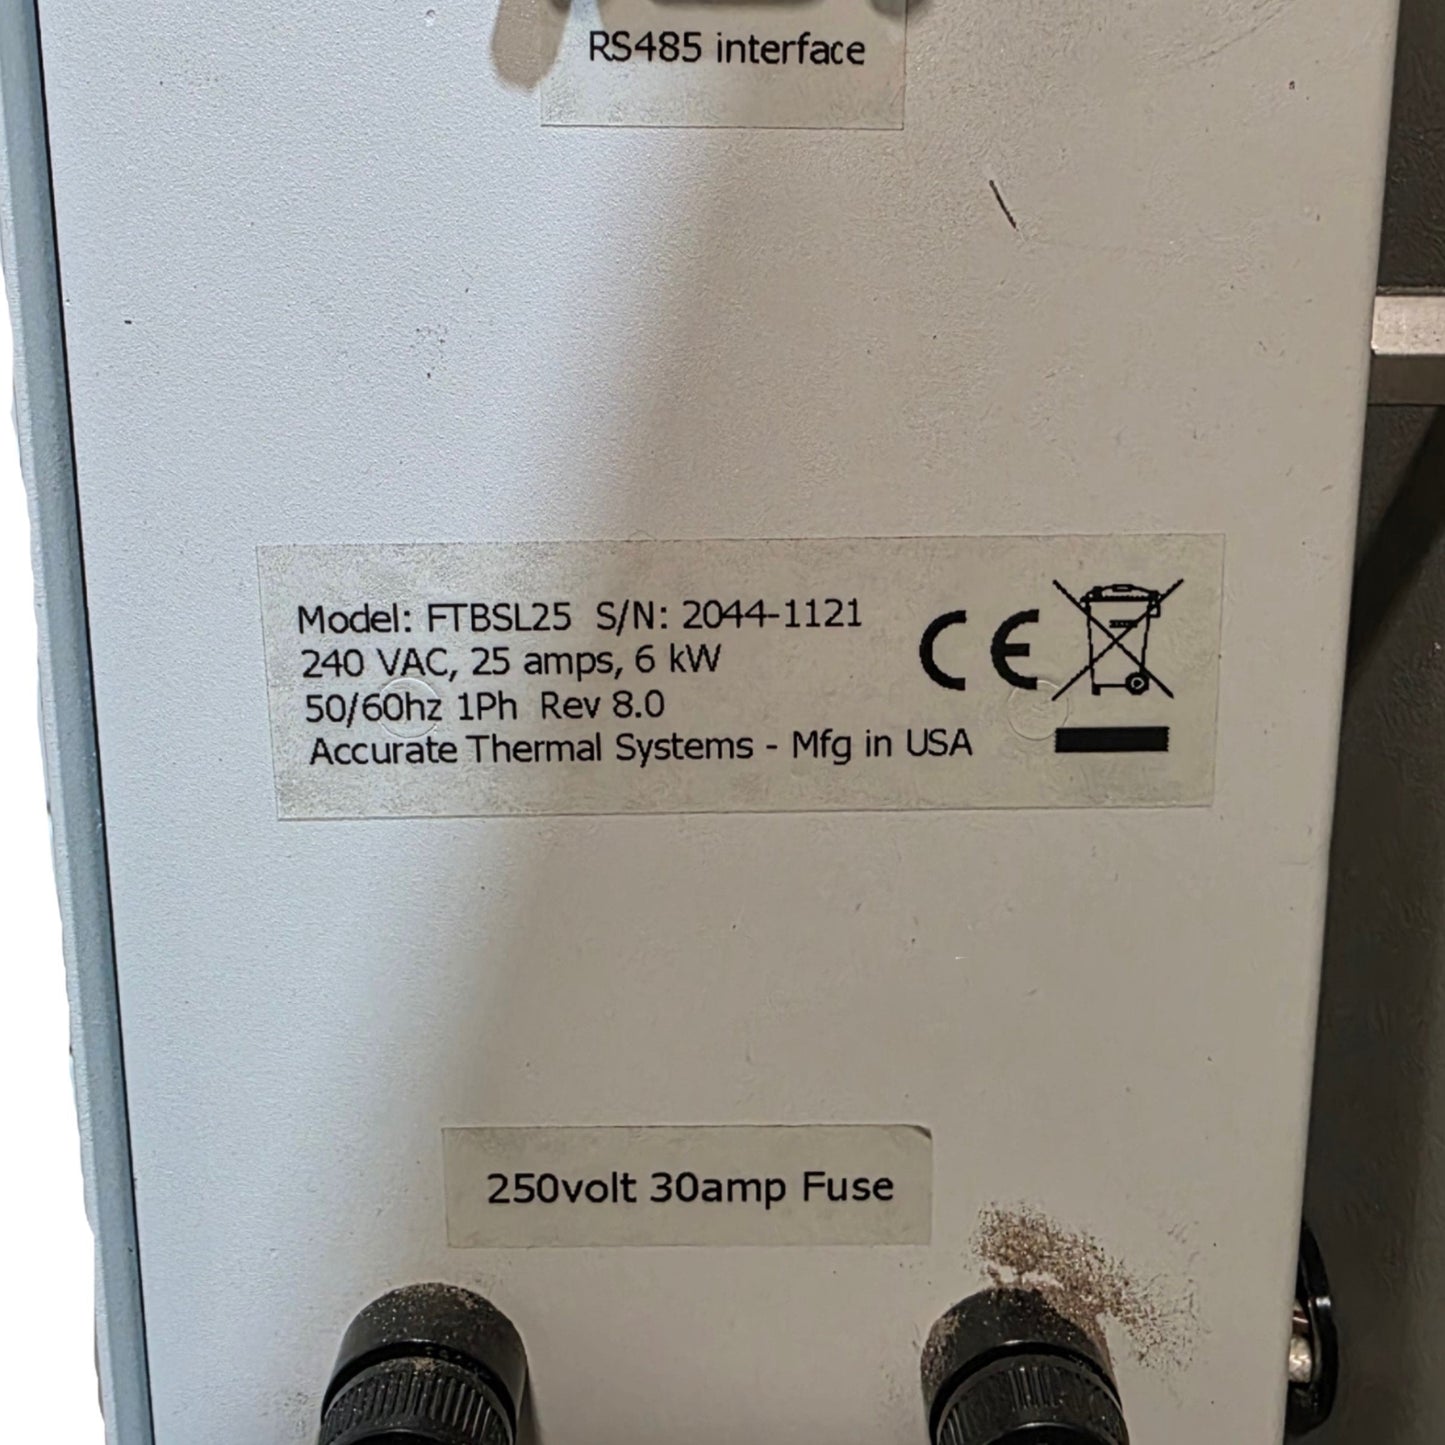 RS485 interface
Model: FTBSL25 S/N: 2044-1121
240 VAC, 25 amps, 6 kW
50/60hz 1Ph Rev 8.0
Accurate Thermal Systems - Mfg in USA
CE
250volt 30amp Fuse